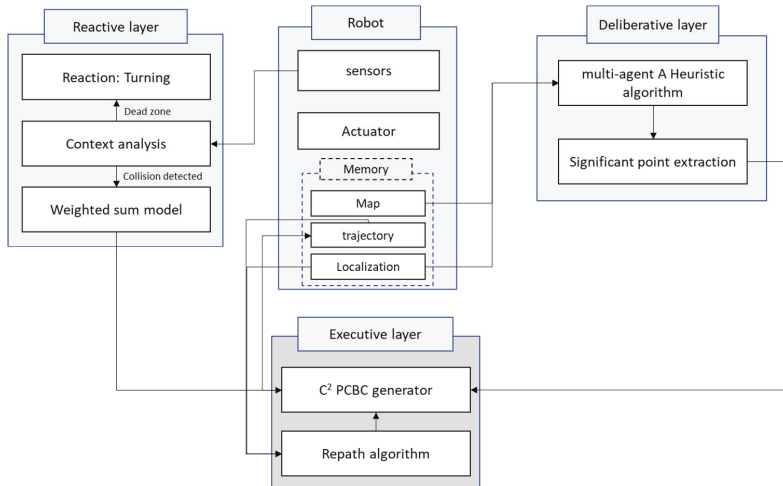 Reactive layer
Reaction: Turning
Dead zone
Context analysis
Collision detected
Weighted sum model
Robot
sensors
Actuator
Memory
Map
trajectory
Localization
Deliberative layer
multi-agent A Heuristic
algorithm
Significant point extraction
Executive layer
C² PCBC generator
Repath algorithm